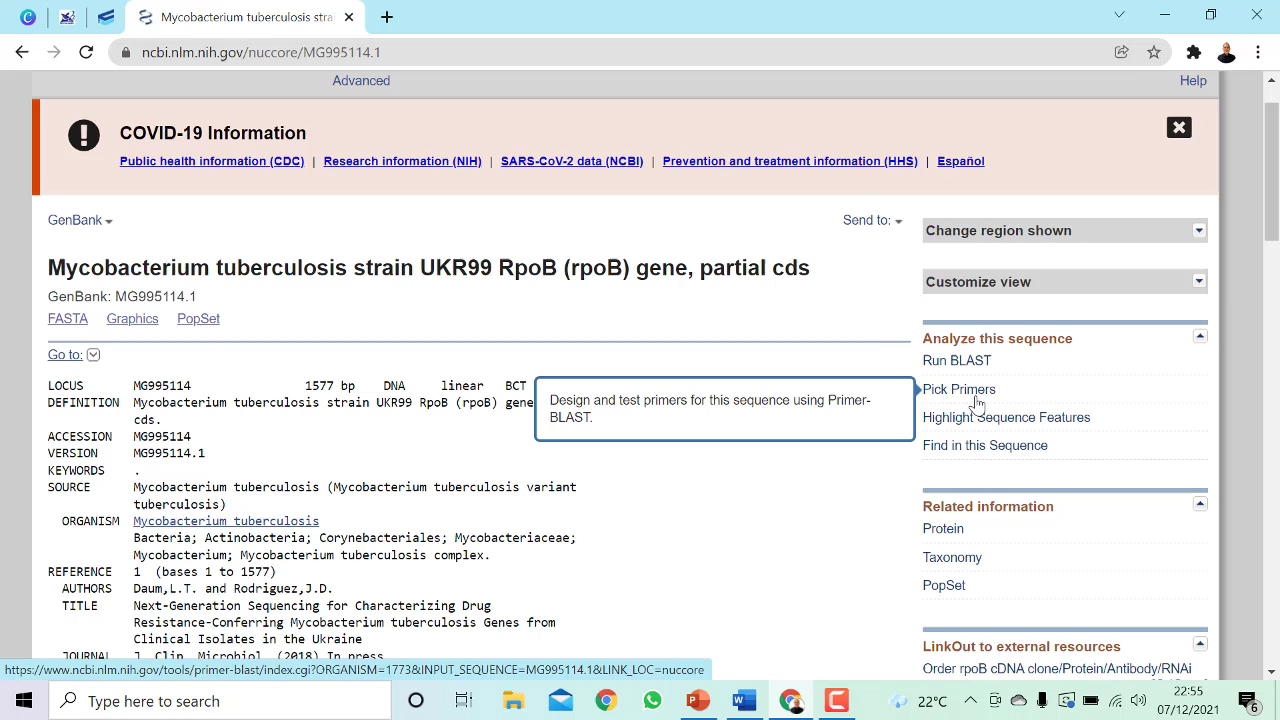 Mycobacterium tuberculosis stra
ncbi.nlm.nih.gov/nuccore/MG995114.1
Advanced
Help
COVID-19 Information
Public health information (CDC) | Research information (NIH) | SARS-CoV-2 data (NCBI) | Prevention and treatment information (HHS) | Español
GenBank
Send to:
Mycobacterium tuberculosis strain UKR99 RpoB (rpoB) gene, partial cds
GenBank: MG995114.1
FASTA Graphics PopSet
Go to:
LOCUS MG995114 1577 bp DNA linear BCT
DEFINITION Mycobacterium tuberculosis strain UKR99 RpoB (rpoB) gene
cds.
ACCESSION MG995114
VERSION MG995114.1
KEYWORDS .
SOURCE Mycobacterium tuberculosis (Mycobacterium tuberculosis variant
tuberculosis)
ORGANISM Mycobacterium tuberculosis
Bacteria; Actinobacteria; Corynebacteriales; Mycobacteriaceae;
Mycobacterium; Mycobacterium tuberculosis complex.
REFERENCE 1 (bases 1 to 1577)
AUTHORS Daum,L.T. and Rodriguez,J.D.
TITLE Next-Generation Sequencing for Characterizing Drug
Resistance-Conferring Mycobacterium tuberculosis Genes from
Clinical Isolates in the Ukraine
JOURNAL J. Clin. Microbiol. (2018) In press
Design and test primers for this sequence using Primer-
BLAST.
Change region shown
Customize view
Analyze this sequence
Run BLAST
Pick Primers
Highlight Sequence Features
Find in this Sequence
Related information
Protein
Taxonomy
PopSet
LinkOut to external resources
Order rpoB cDNA clone/Protein/Antibody/RNAi
https://www.ncbi.nlm.nih.gov/tools/primer-blast/index.cgi?ORGANISM=1773&INPUT_SEQUENCE=MG995114.1&LINK_LOC=nuccore
Type here to search
22°C
22:55
07/12/2021
6